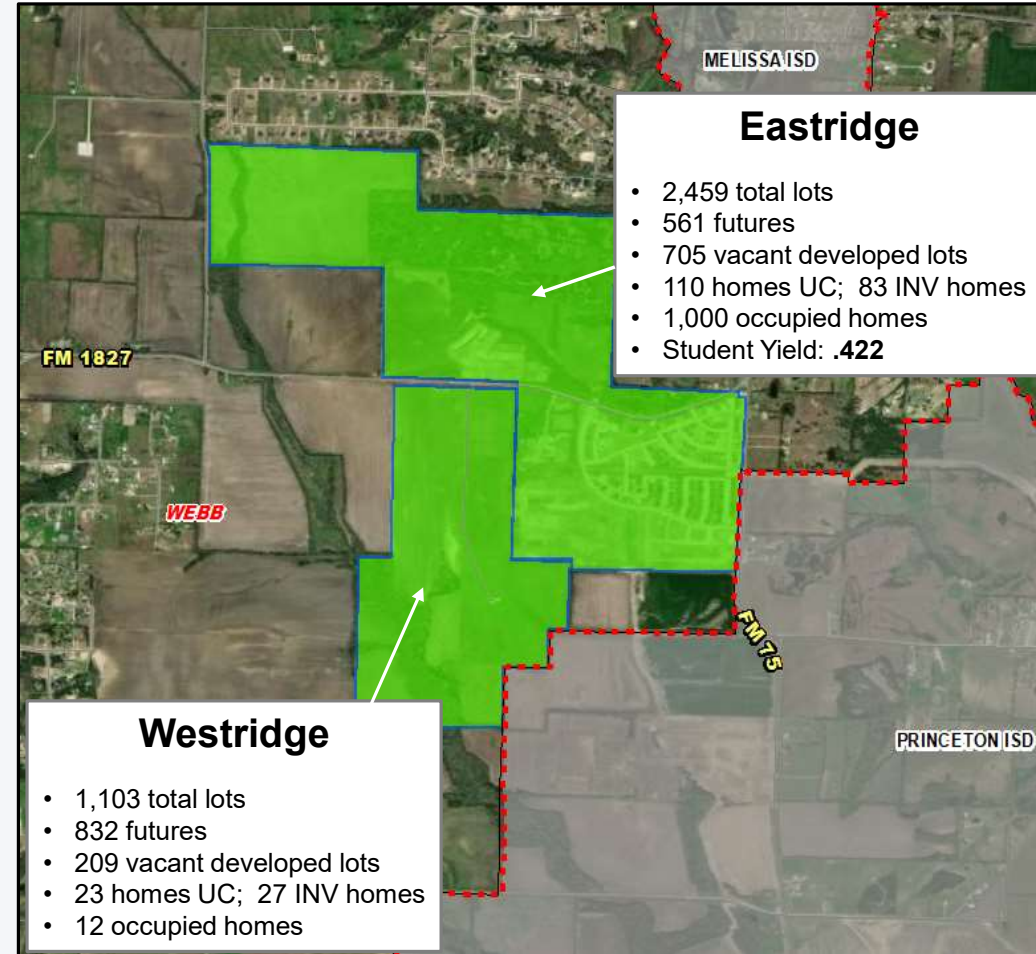 MELISSA ISD
Eastridge
• 2,459 total lots
• 561 futures
• 705 vacant developed lots
• 110 homes UC; 83 INV homes
• 1,000 occupied homes
• Student Yield: .422
FM 1827
WEBB
FM 75
PRINCETON ISD
Westridge
• 1,103 total lots
• 832 futures
• 209 vacant developed lots
• 23 homes UC; 27 INV homes
• 12 occupied homes